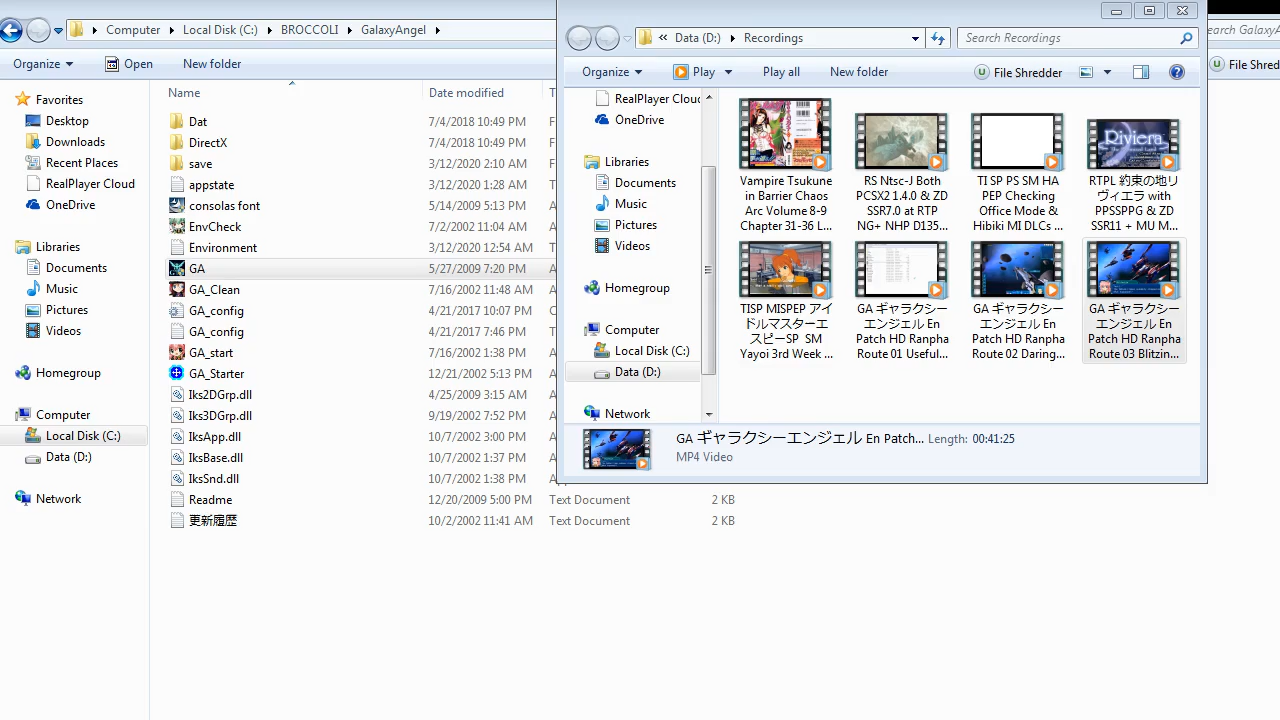 Computer ▸ Local Disk (C:) ▸ BROCCOLI ▸ GalaxyAngel ▸
Organize Open New folder
Name Date modified T
Favorites
Desktop
Downloads
Recent Places
RealPlayer Cloud
OneDrive
Libraries
Documents
Music
Pictures
Videos
Homegroup
Computer
Local Disk (C:)
Data (D:)
Network
Dat 7/4/2018 10:49 PM F
DirectX 7/4/2018 10:49 PM F
save 2:10 AM F
appstate 3/12/2020 1:28 AM T
consolas font 5/14/2009 5:13 PM A
EnvCheck 7/2/2002 11:04 AM A
Environment 3/12/2020 12:54 AM T
GA 5/27/2009 7:20 PM A
GA_Clean 7/16/2002 11:48 AM A
GA_config 4/21/2017 10:07 PM C
GA_config 4/21/2017 7:46 PM T
GA_start 7/16/2002 1:38 PM A
GA_Starter 12/21/2002 5:13 PM A
Iks2DGrp.dll 4/25/2009 3:15 AM A
Iks3DGrp.dll 9/19/2002 7:52 PM A
IksApp.dll 10/7/2002 3:00 PM A
IksBase.dll 10/7/2002 1:37 PM A
IksSnd.dll 10/7/2002 1:38 PM A
Readme 12/20/2009 5:00 PM Text Document 2 KB
更新履歴 10/2/2002 11:41 AM Text Document 2 KB
« Data (D:) ▸ Recordings
Search Recordings
Organize Play Play all New folder File Shredder
RealPlayer Cloud
OneDrive
Libraries
Documents
Music
Pictures
Videos
Homegroup
Computer
Local Disk (C:)
Data (D:)
Network
Vampire Tsukune
in Barrier Chaos
Arc Volume 8-9
Chapter 31-36 L...
RS Ntsc-J Both
PCSX2 1.4.0 & ZD
SSR7.0 at RTP
NG+ NHP D135...
TI SP PS SM HA
PEP Checking
Office Mode &
Hibiki MI DLCs ...
Riviera
RTPL 約束の地リ
ヴィエラ with
PPSSPPG & ZD
SSR11 + MU M...
TISP MISPEP アイ
ドルマスターエ
スピーSP SM
Yayoi 3rd Week ...
GA ギャラクシー
エンジェル En
Patch HD Ranpha
Route 01 Useful...
GA ギャラクシー
エンジェル En
Patch HD Ranpha
Route 02 Daring...
GA ギャラクシー
エンジェル En
Patch HD Ranpha
Route 03 Blitzin...
GA ギャラクシーエンジェル En Patch... Length: 00:41:25
MP4 Video
File Shred